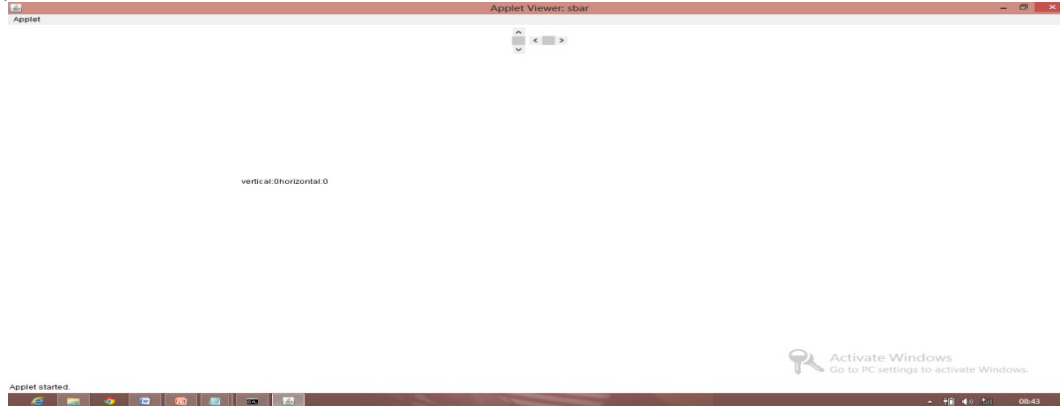 Applet Viewer: sbar
Applet
vertical:0horizontal:0
Activate Windows
Go to PC settings to activate Windows.
Applet started.
08:43